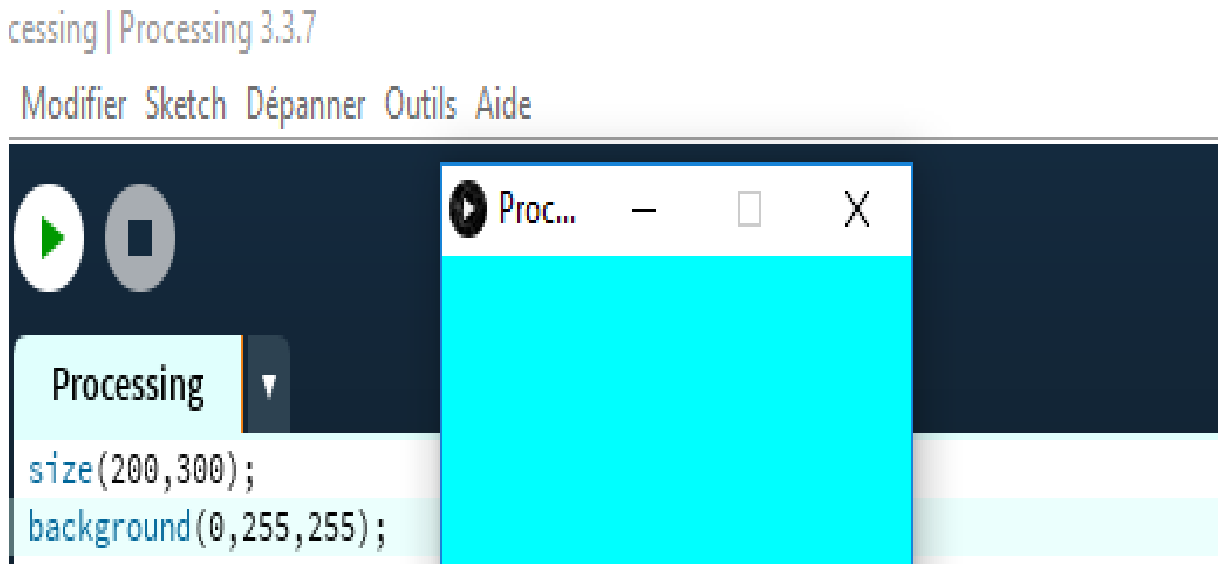 cessing | Processing 3.3.7
Modifier Sketch Dépanner Outils Aide
Proc...
Processing
size(200,300);
background(0,255,255);